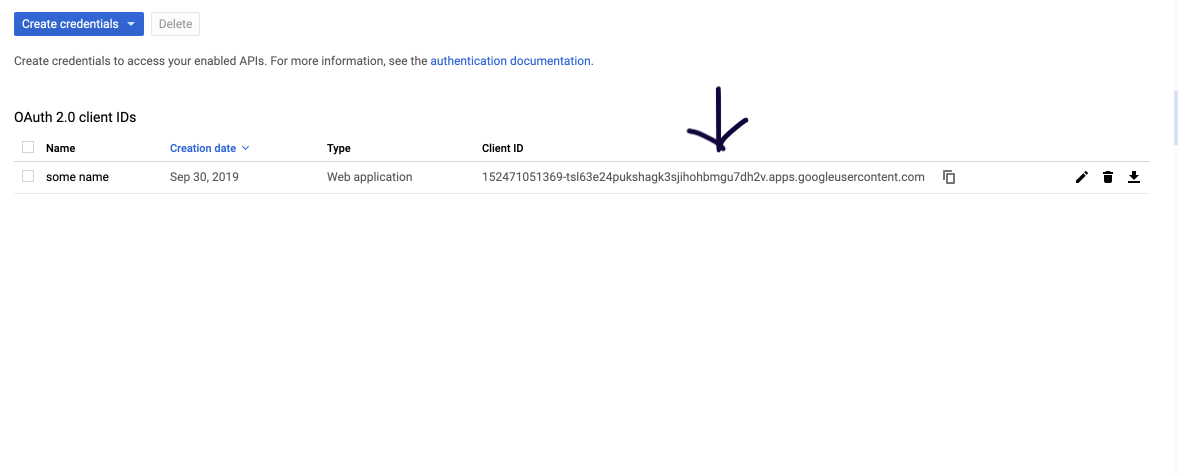 Create credentials Delete
Create credentials to access your enabled APIs. For more information, see the authentication documentation.
OAuth 2.0 client IDs
Name Creation date Type Client ID
some name Sep 30, 2019 Web application 152471051369-tsl63e24pukshagk3sjihohbmgu7dh2v.apps.googleusercontent.com